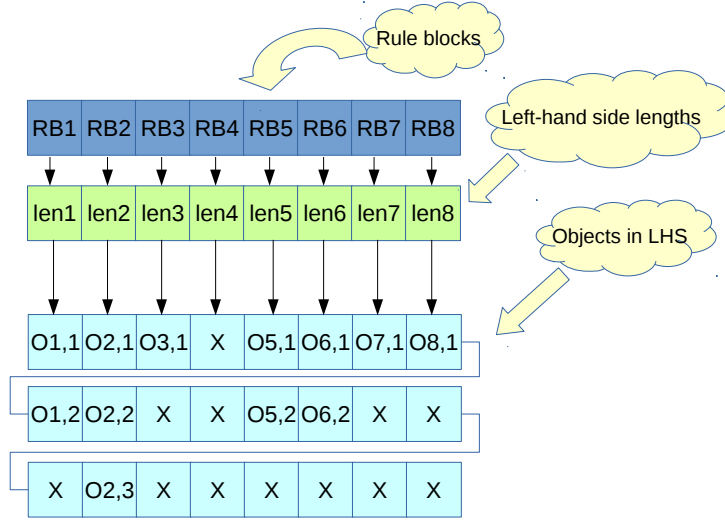 Rule blocks
RB1 RB2 RB3 RB4 RB5 RB6 RB7 RB8
Left-hand side lengths
len1 len2 len3 len4 len5 len6 len7 len8
Objects in LHS
O1,1 O2,1 O3,1 X O5,1 O6,1 O7,1 O8,1
O1,2 O2,2 X X O5,2 O6,2 X X
X O2,3 X X X X X X